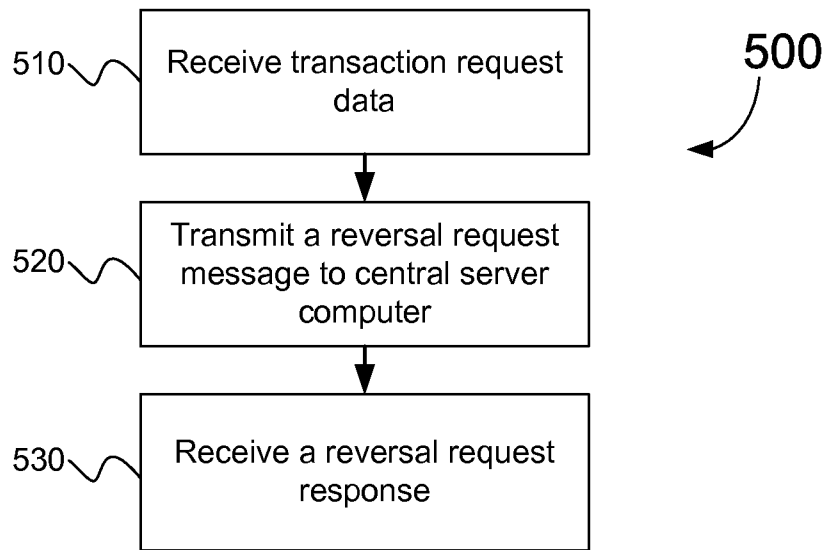 500
510
Receive transaction request
data
520
Transmit a reversal request
message to central server
computer
530
Receive a reversal request
response